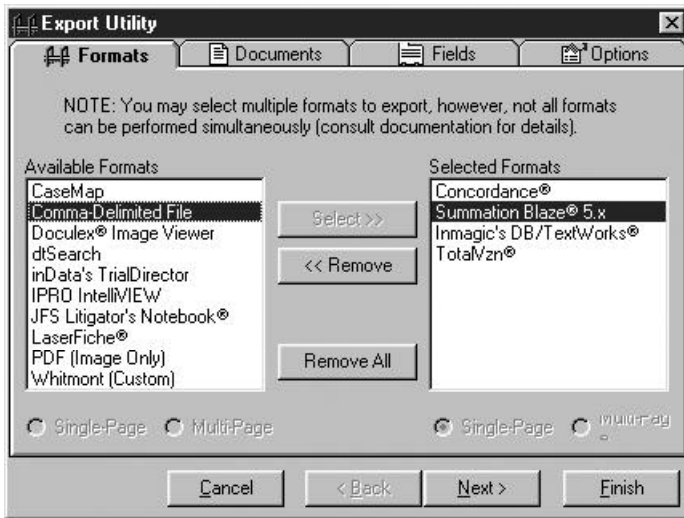 Export Utility
Formats Documents Fields Options
NOTE: You may select multiple formats to export, however, not all formats
can be performed simultaneously (consult documentation for details).
Available Formats
CaseMap
Comma-Delimited File
Doculex® Image Viewer
dtSearch
inData's TrialDirector
IPRO IntelliVIEW
JFS Litigator's Notebook®
LaserFiche®
PDF (Image Only)
Whitmont (Custom)
Single-Page Multi-Page
Select >>
<< Remove
Remove All
Selected Formats
Concordance®
Summation Blaze® 5.x
Inmagic's DB/TextWorks®
TotalVzn®
Single-Page
Cancel < Back Next > Finish